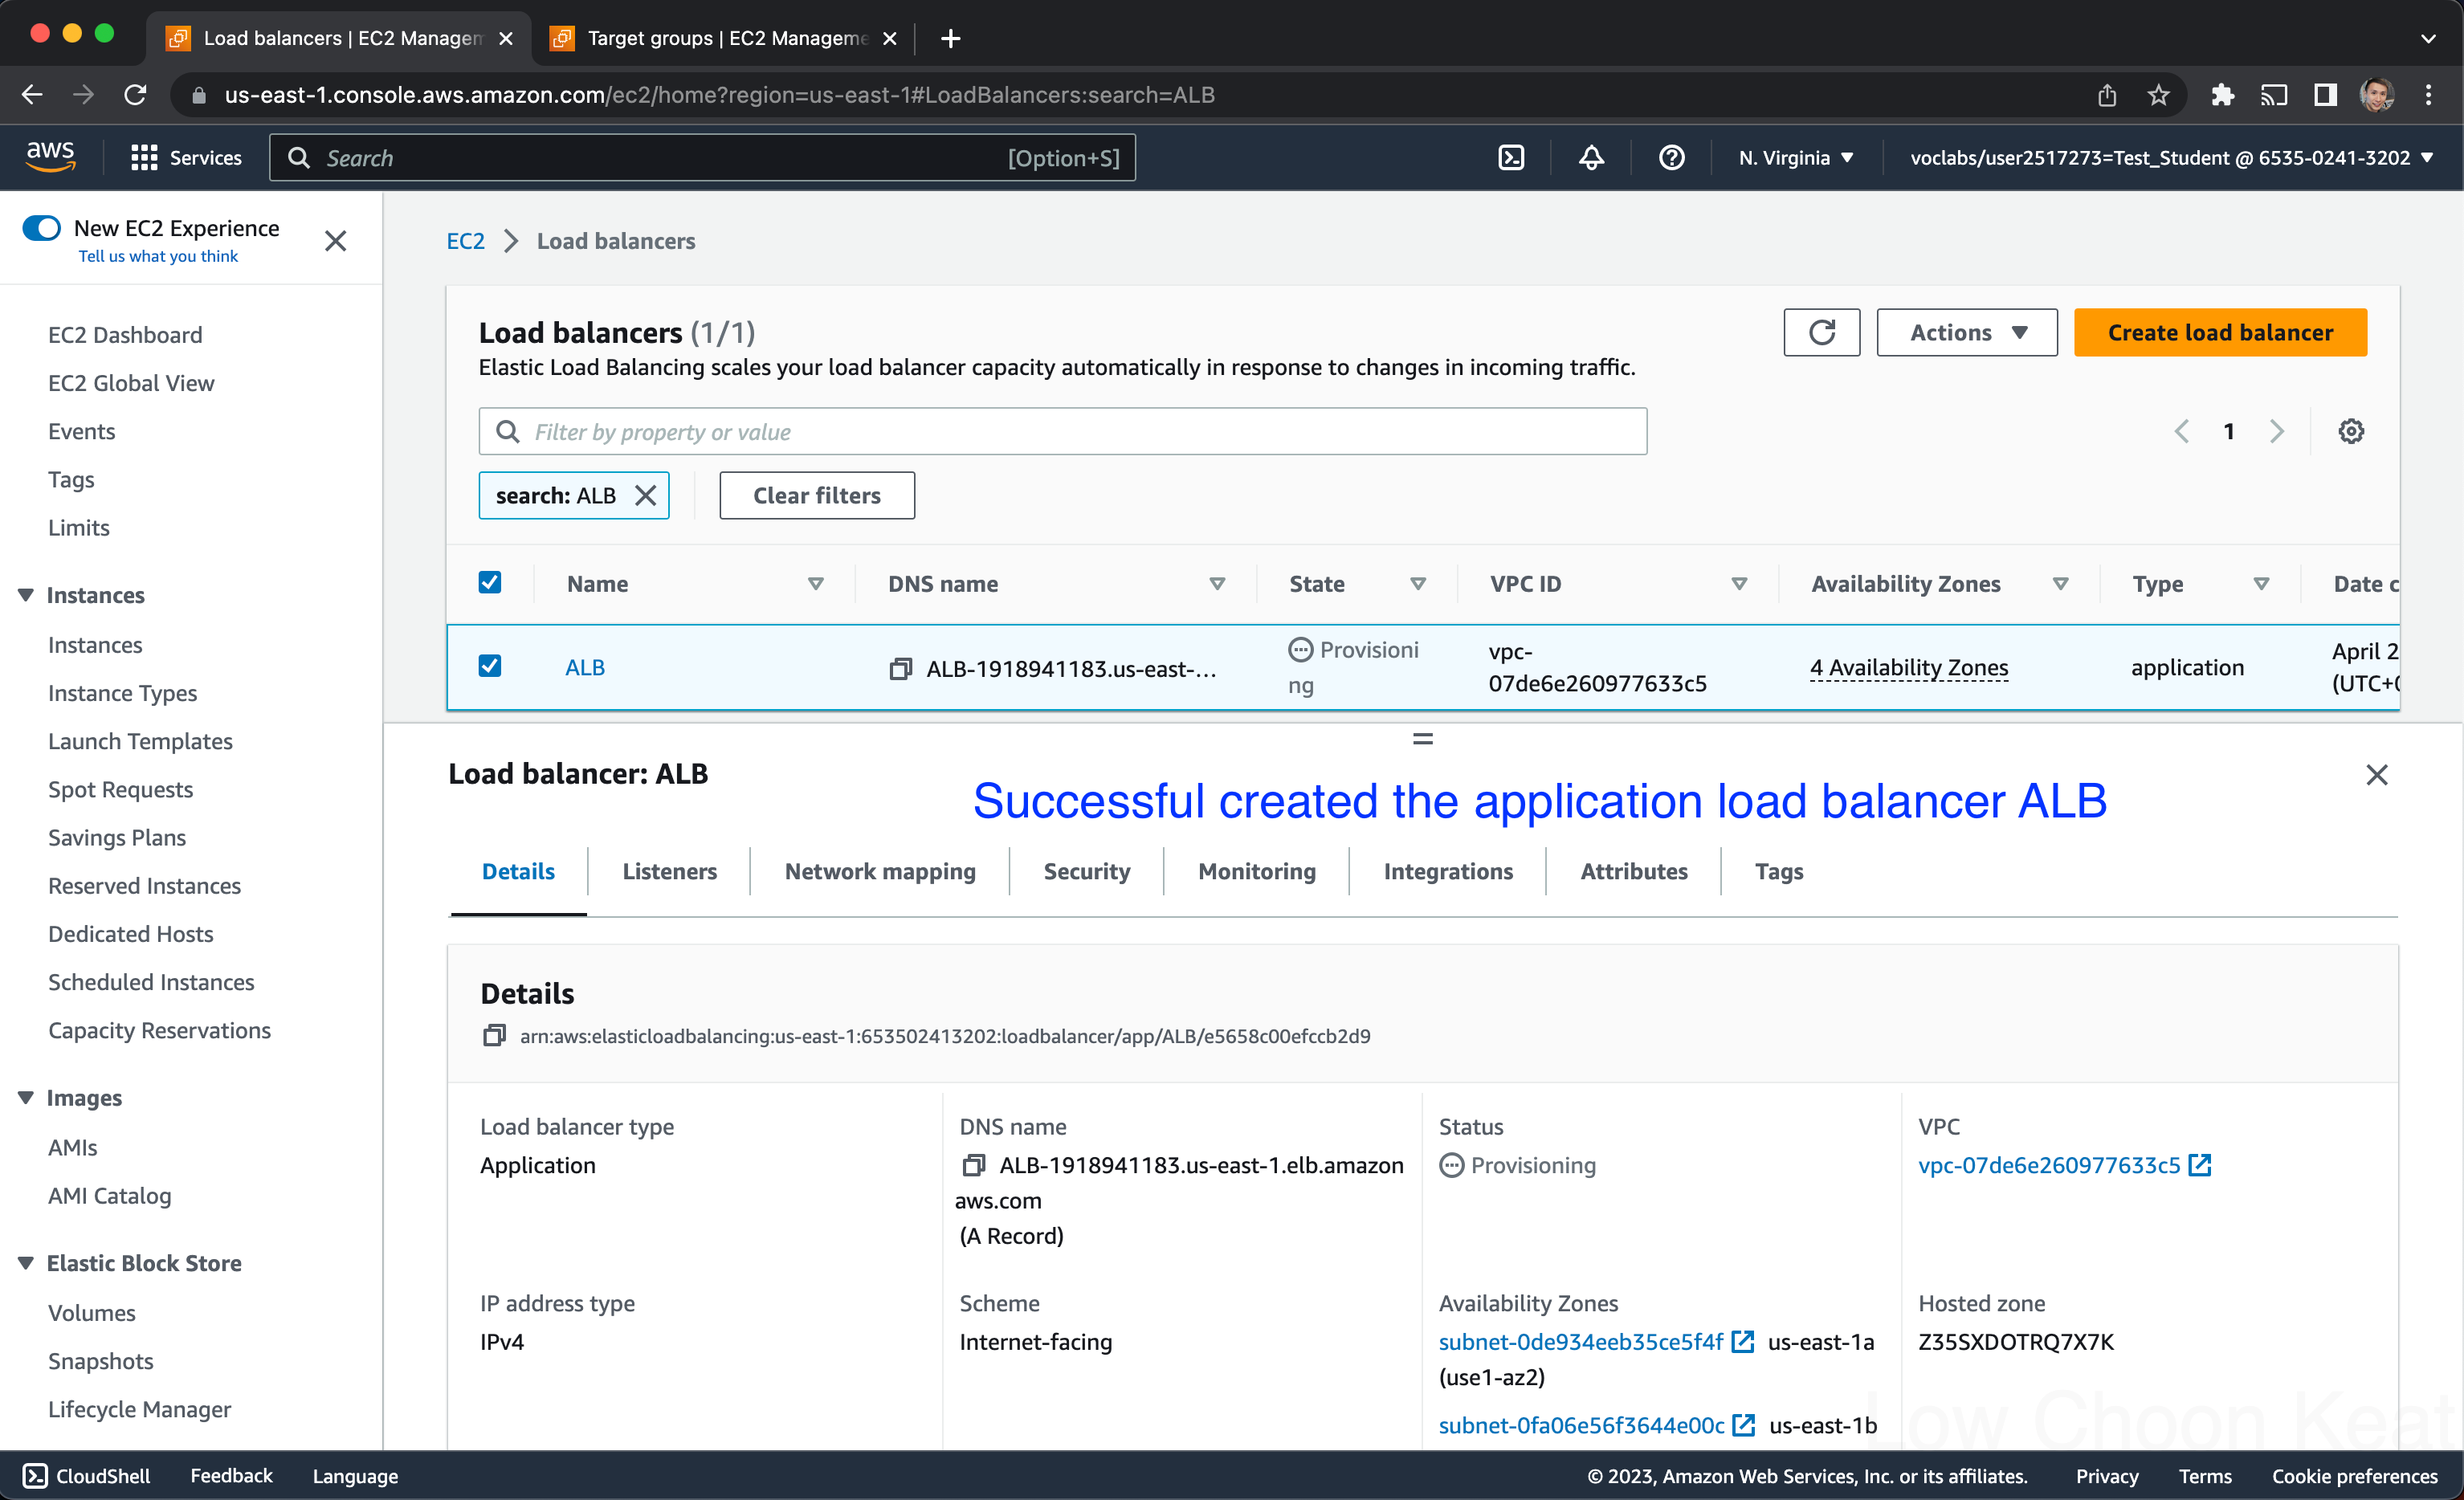 Load balancers | EC2 Managem
Target groups | EC2 Manageme
us-east-1.console.aws.amazon.com/ec2/home?region=us-east-1#LoadBalancers:search=ALB
aws
Services
Search
[Option+S]
N. Virginia
voclabs/user2517273=Test_Student @ 6535-0241-3202
New EC2 Experience
Tell us what you think
EC2 Dashboard
EC2 Global View
Events
Tags
Limits
Instances
Instances
Instance Types
Launch Templates
Spot Requests
Savings Plans
Reserved Instances
Dedicated Hosts
Scheduled Instances
Capacity Reservations
Images
AMIs
AMI Catalog
Elastic Block Store
Volumes
Snapshots
Lifecycle Manager
EC2 > Load balancers
Load balancers (1/1)
Elastic Load Balancing scales your load balancer capacity automatically in response to changes in incoming traffic.
Actions
Create load balancer
Filter by property or value
1
search: ALB
Clear filters
Name
DNS name
State
VPC ID
Availability Zones
Type
Date c
ALB
ALB-1918941183.us-east-...
Provisioni
ng
vpc-
07de6e260977633c5
4 Availability Zones
application
April 2
(UTC+0
Load balancer: ALB
Successful created the application load balancer ALB
Details
Listeners
Network mapping
Security
Monitoring
Integrations
Attributes
Tags
Details
arn:aws:elasticloadbalancing:us-east-1:653502413202:loadbalancer/app/ALB/e5658c00efccb2d9
Load balancer type
Application
DNS name
ALB-1918941183.us-east-1.elb.amazon
aws.com
(A Record)
Status
Provisioning
VPC
vpc-07de6e260977633c5
IP address type
IPv4
Scheme
Internet-facing
Availability Zones
subnet-0de934eeb35ce5f4f us-east-1a
(use1-az2)
subnet-0fa06e56f3644e00c us-east-1b
Hosted zone
Z35SXDOTRQ7X7K
Low Choon Keat
CloudShell
Feedback
Language
© 2023, Amazon Web Services, Inc. or its affiliates.
Privacy
Terms
Cookie preferences